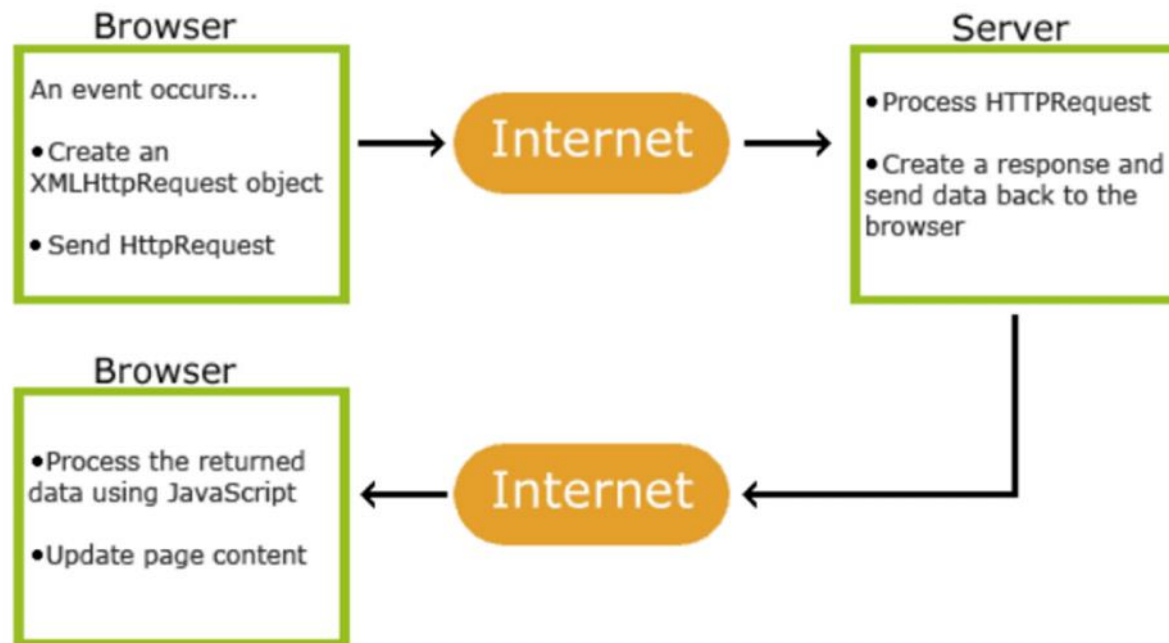 Browser
An event occurs...
•Create an
XMLHttpRequest object
• Send HttpRequest
Internet
Server
•Process HTTPRequest
•Create a response and
send data back to the
browser
Browser
•Process the returned
data using JavaScript
•Update page content
Internet